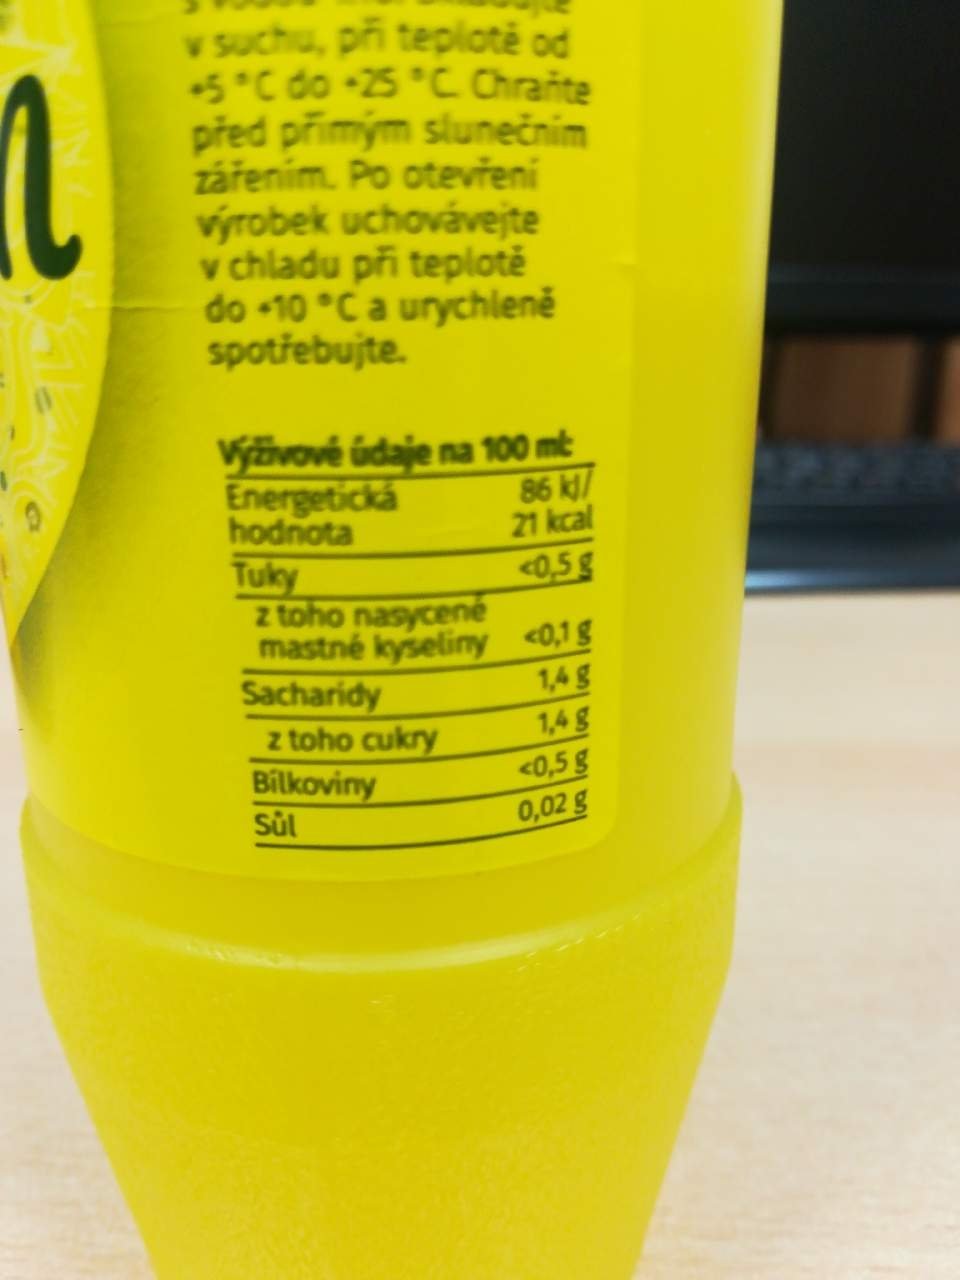 v suchu, při teplotě od
+5 °C do +25 °C. Chraňte
před přímým slunečním
zářením. Po otevření
výrobek uchovávejte
v chladu při teplotě
do +10 °C a urychleně
spotřebujte.
Výživové údaje na 100 ml:
Energetická 86 kJ/
hodnota 21 kcal
Tuky <0,5 g
z toho nasycené
mastné kyseliny <0,1 g
Sacharidy 1,4 g
z toho cukry 1,4 g
Bílkoviny <0,5 g
Sůl 0,02 g